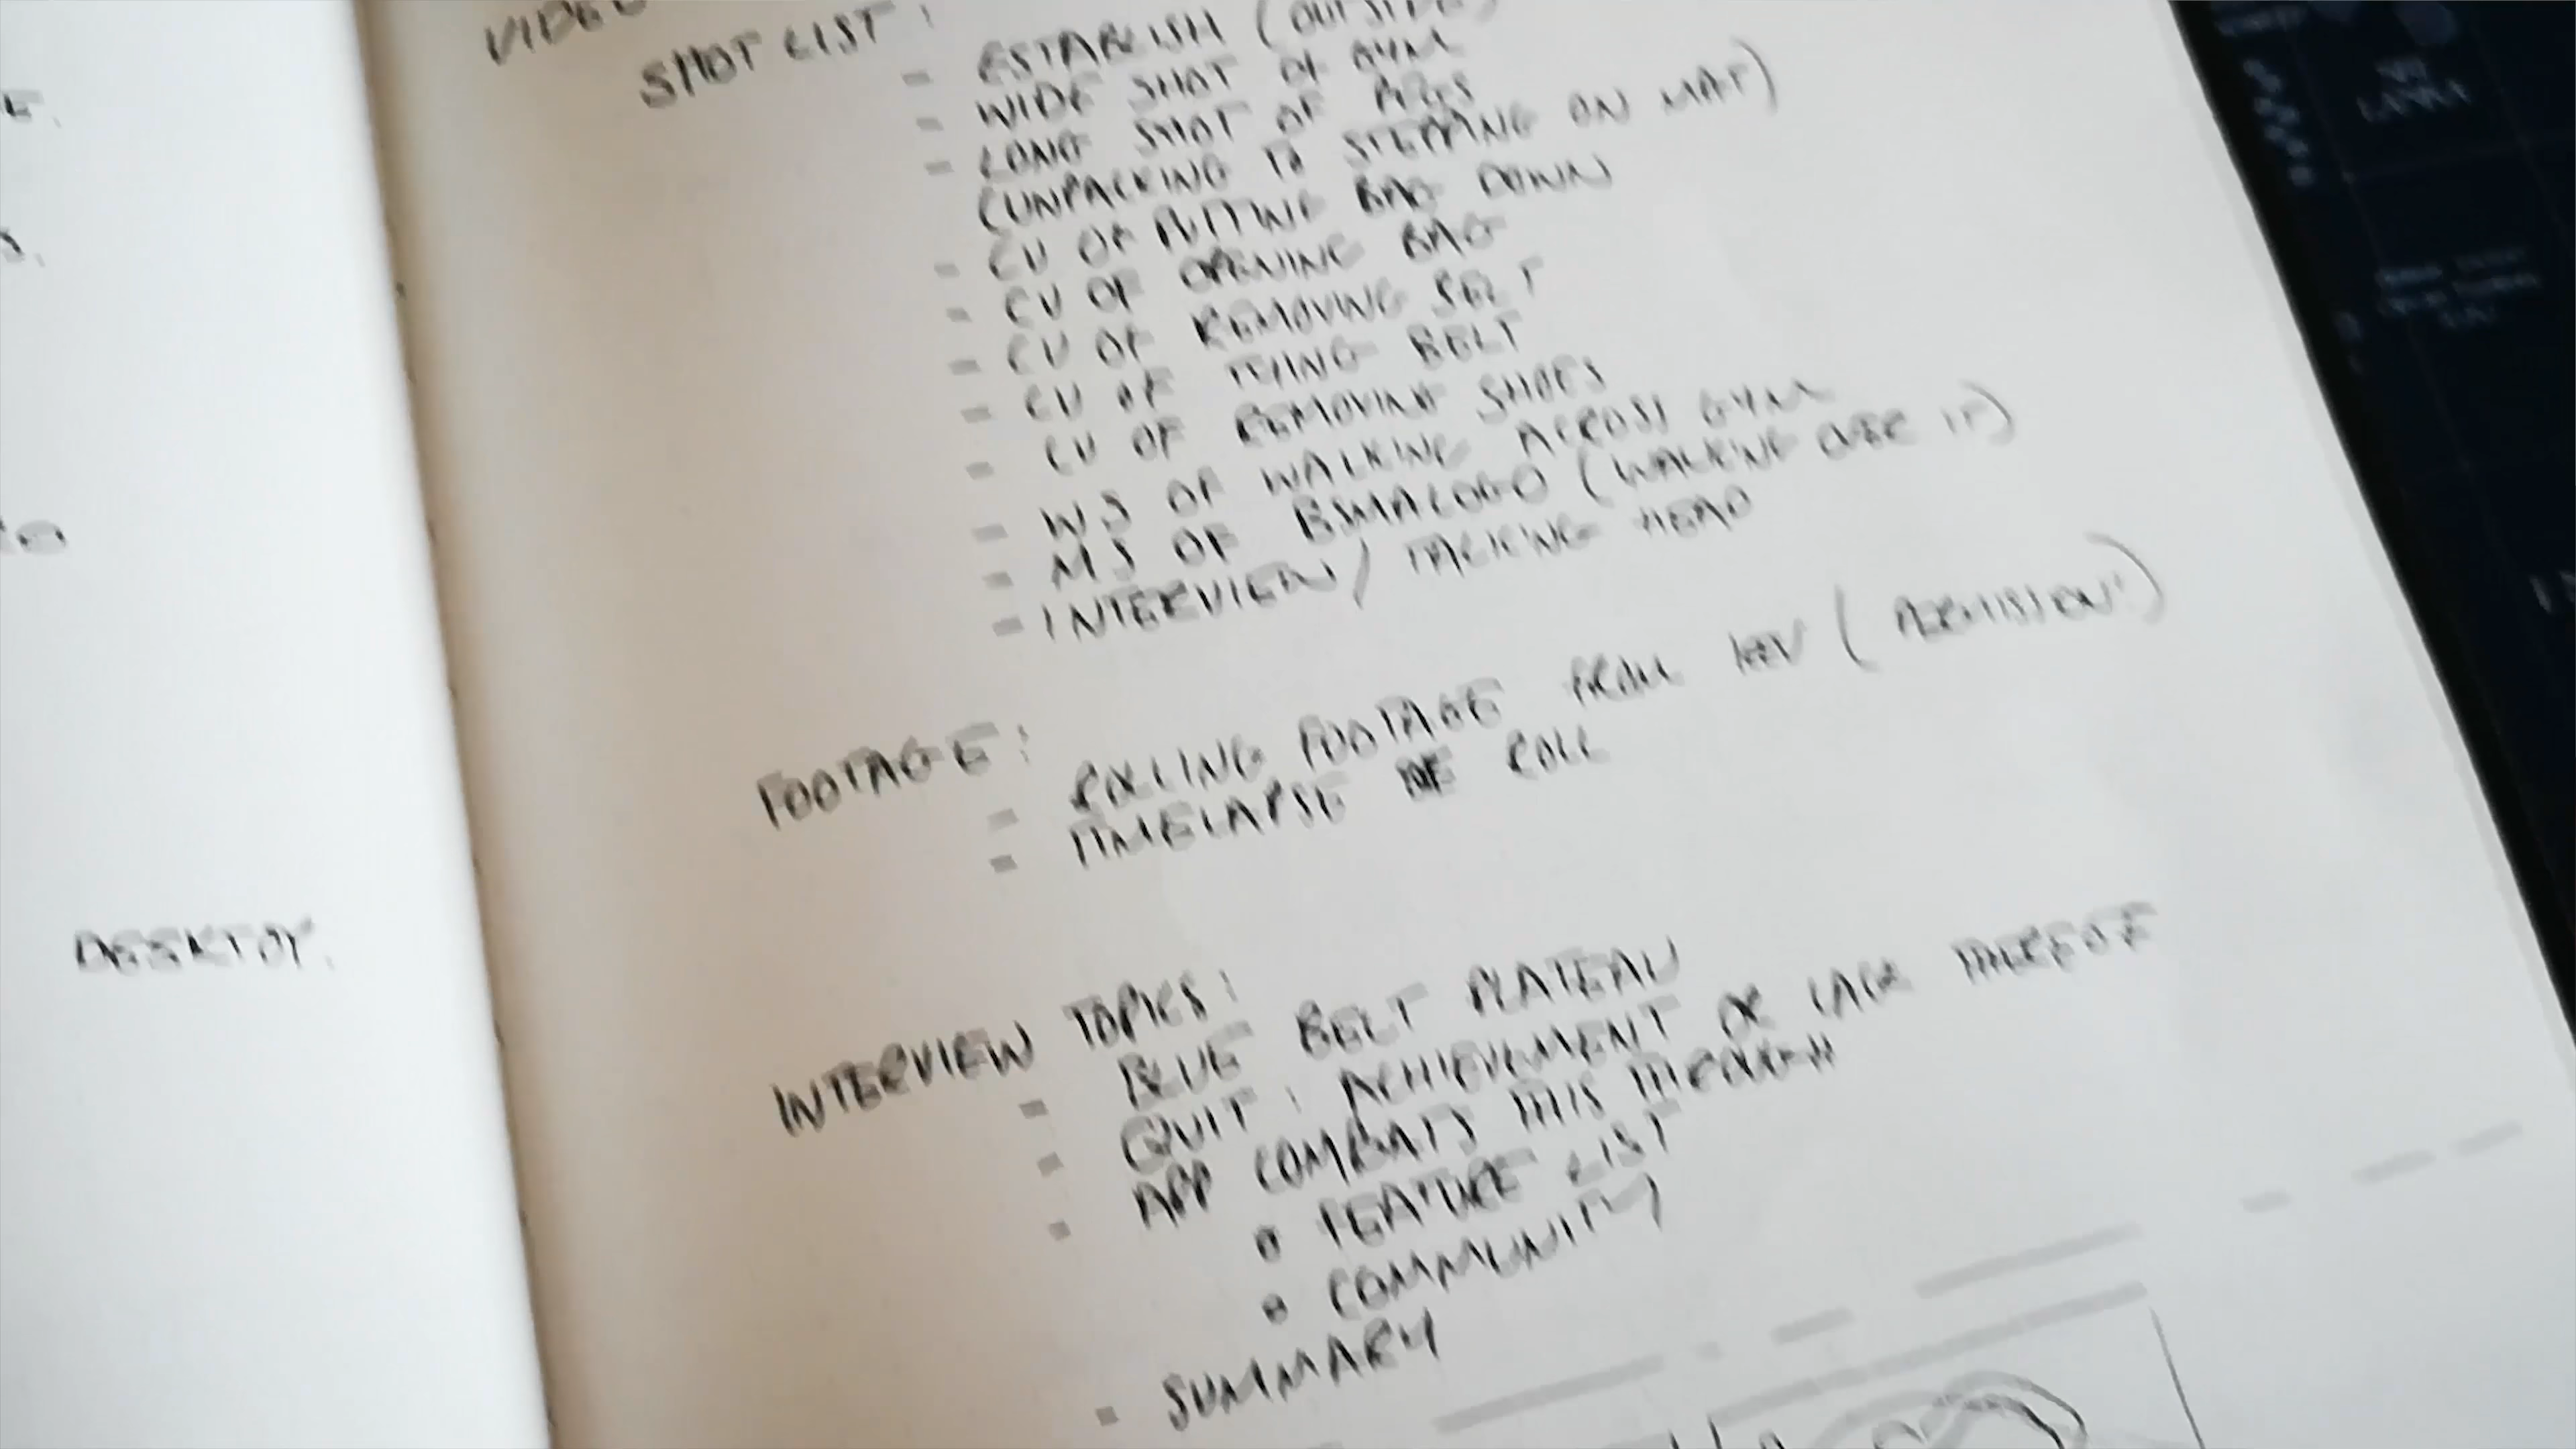 VIDEO
SHOT LIST:
- ESTABLISH (OUTSIDE)
- WIDE SHOT OF GYM
- LONG SHOT OF
(UNPACKING TO STEPPING ON MAT)
- CU OF PUTTING BAG DOWN
- CU OF OPENING BAG
- CU OF REMOVING BELT
- CU OF TYING BELT
- CU OF REMOVING SHOES
- WS OF WALKING ACROSS GYM
- MS OF BSMA LOGO (WALKING OVER IT)
- INTERVIEW / TALKING HEAD
FOOTAGE:
- ROLLING FOOTAGE FROM KEV (PERMISSION?)
- TIMELAPSE OF ROLL
INTERVIEW TOPICS:
- BLUE BELT PLATEAU
- QUIT: ACHIEVEMENT OR LACK THEREOF
- APP COMBATS THIS THROUGH
o FEATURE LIST
o COMMUNITY
- SUMMARY
DESKTOP.
LANKA